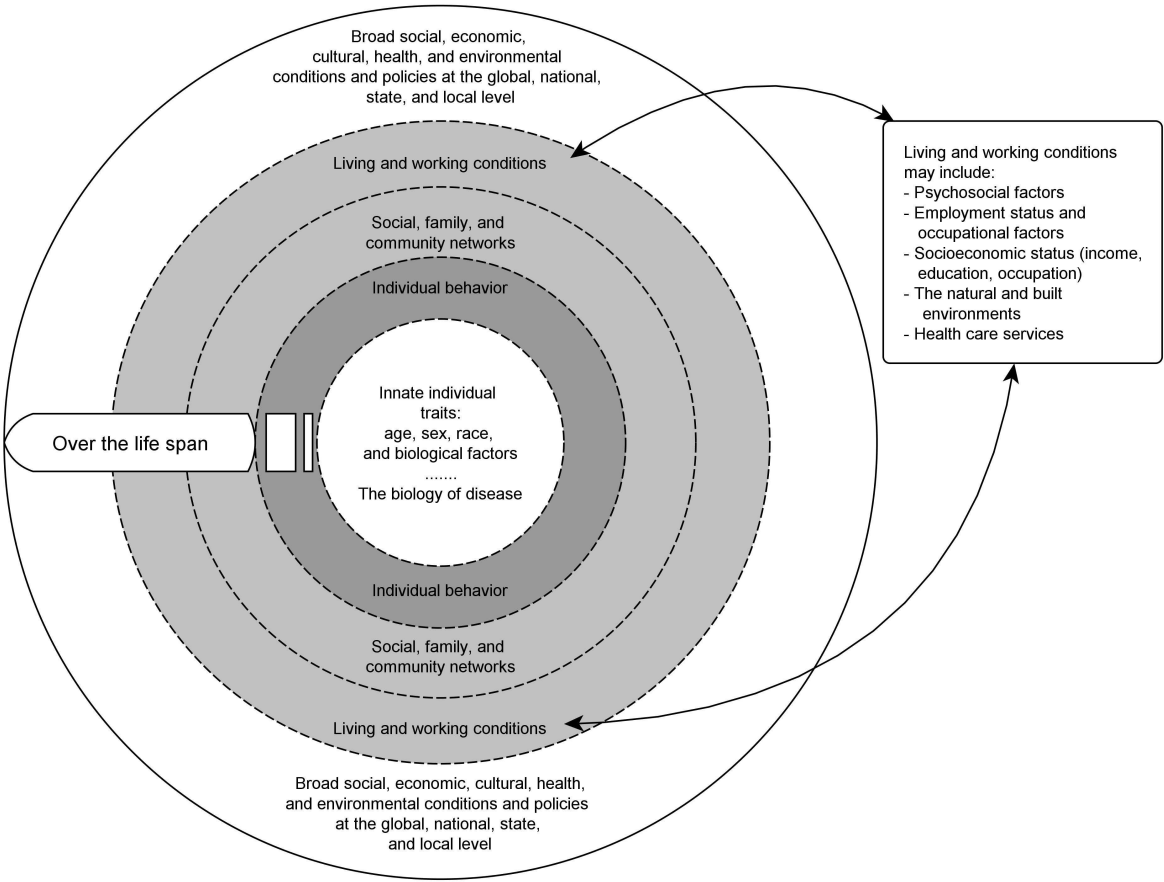 Broad social, economic,
cultural, health, and environmental
conditions and policies at the global, national,
state, and local level
Living and working conditions
Social, family, and
community networks
Individual behavior
Innate individual
traits:
age, sex, race,
and biological factors
.......
The biology of disease
Over the life span
Individual behavior
Social, family, and
community networks
Living and working conditions
Broad social, economic, cultural, health,
and environmental conditions and policies
at the global, national, state,
and local level
Living and working conditions
may include:
- Psychosocial factors
- Employment status and
occupational factors
- Socioeconomic status (income,
education, occupation)
- The natural and built
environments
- Health care services